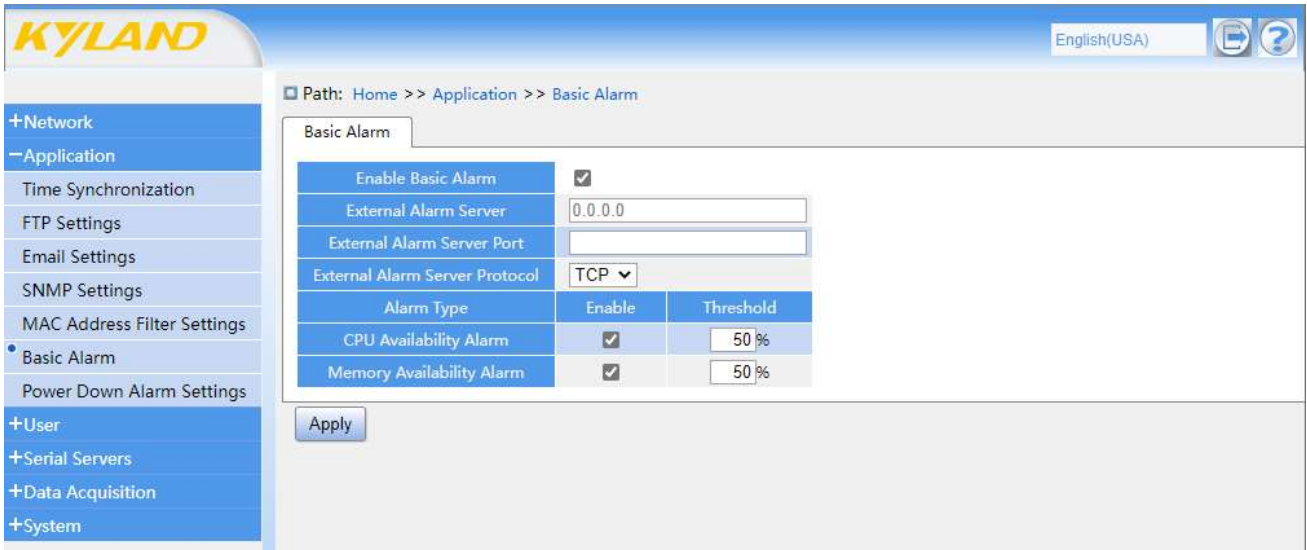 KYLAND
English(USA)
Path: Home >> Application >> Basic Alarm
+Network
−Application
Time Synchronization
FTP Settings
Email Settings
SNMP Settings
MAC Address Filter Settings
Basic Alarm
Power Down Alarm Settings
+User
+Serial Servers
+Data Acquisition
+System
Basic Alarm
Enable Basic Alarm
External Alarm Server 0.0.0.0
External Alarm Server Port
External Alarm Server Protocol TCP
Alarm Type Enable Threshold
CPU Availability Alarm 50 %
Memory Availability Alarm 50 %
Apply